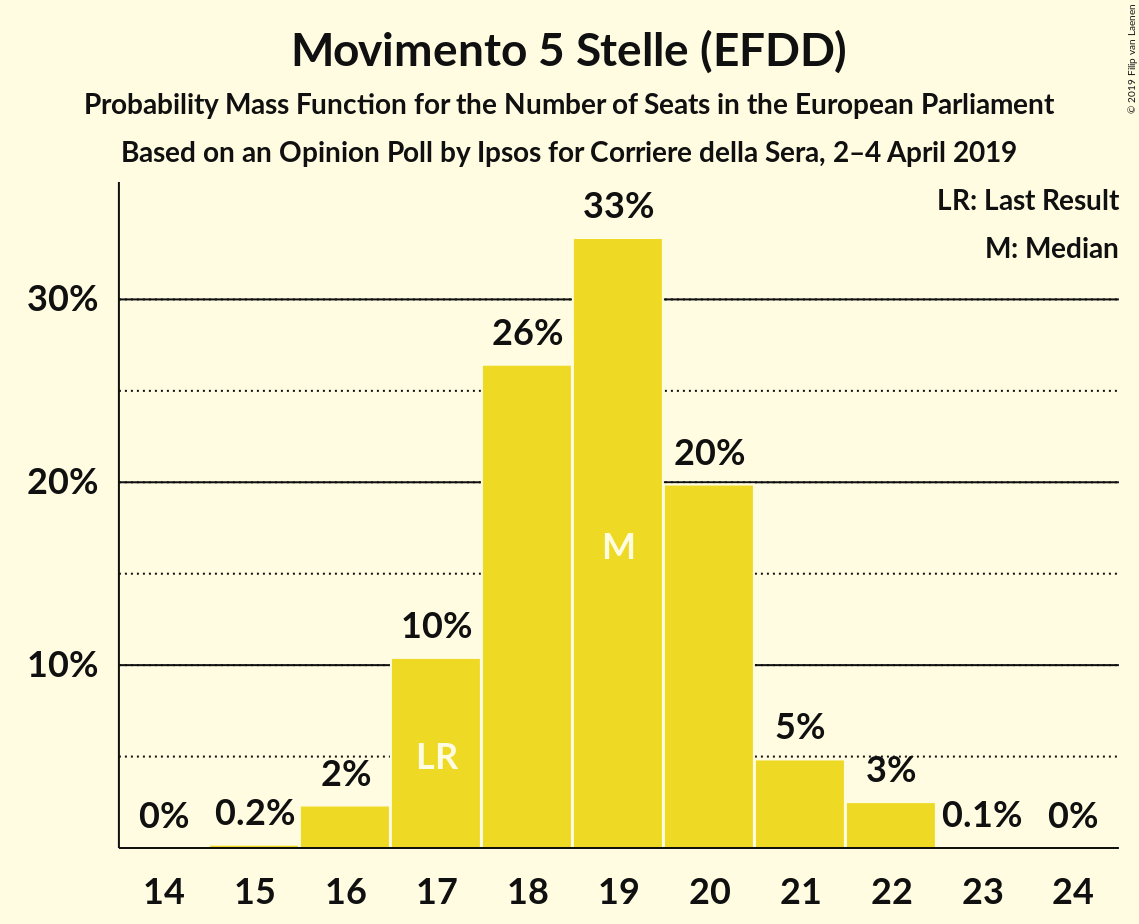 Movimento 5 Stelle (EFDD)
Probability Mass Function for the Number of Seats in the European Parliament
Based on an Opinion Poll by Ipsos for Corriere della Sera, 2–4 April 2019
© 2019 Filip van Laenen
LR: Last Result
M: Median
30%
20%
10%
0%
0.2%
2%
10%
26%
33%
20%
5%
3%
0.1%
0%
LR
M
14 15 16 17 18 19 20 21 22 23 24